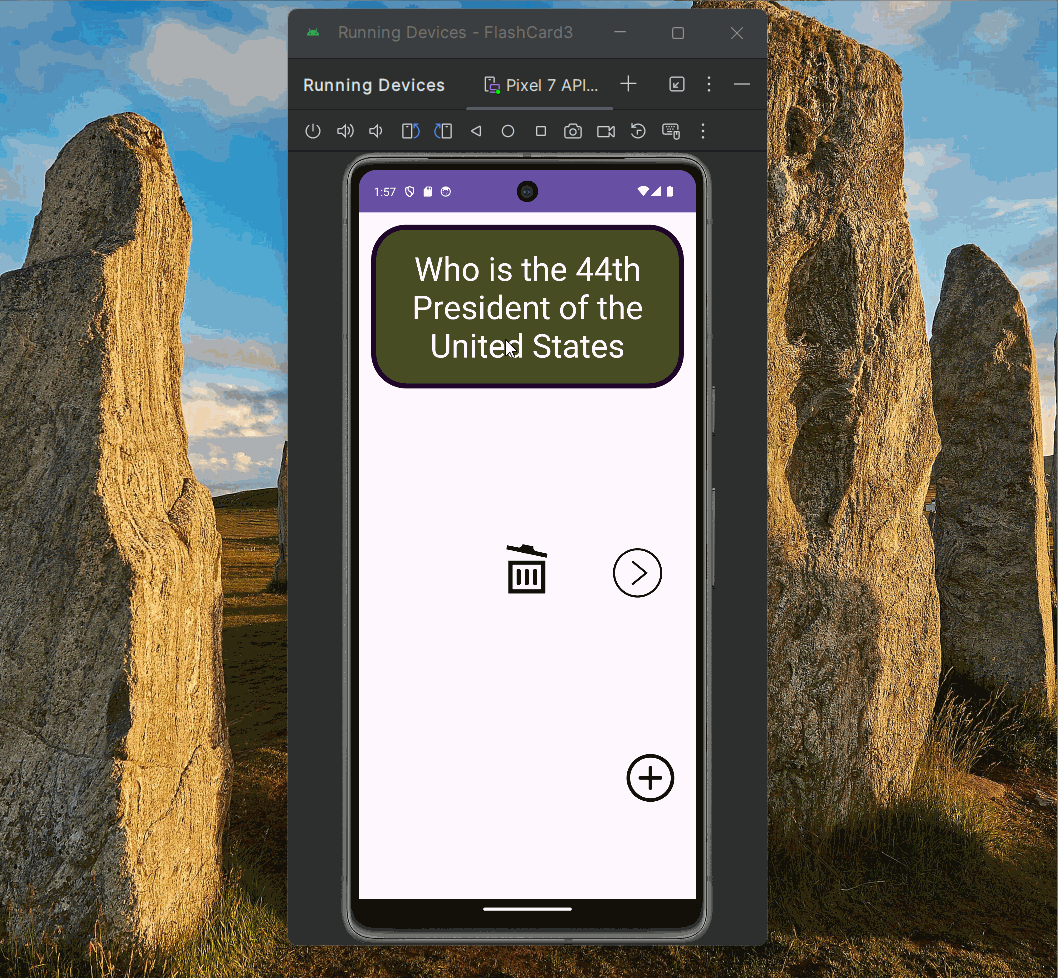 Running Devices - FlashCard3
Running Devices
Pixel 7 API...
1:57
Who is the 44th
President of the
United States